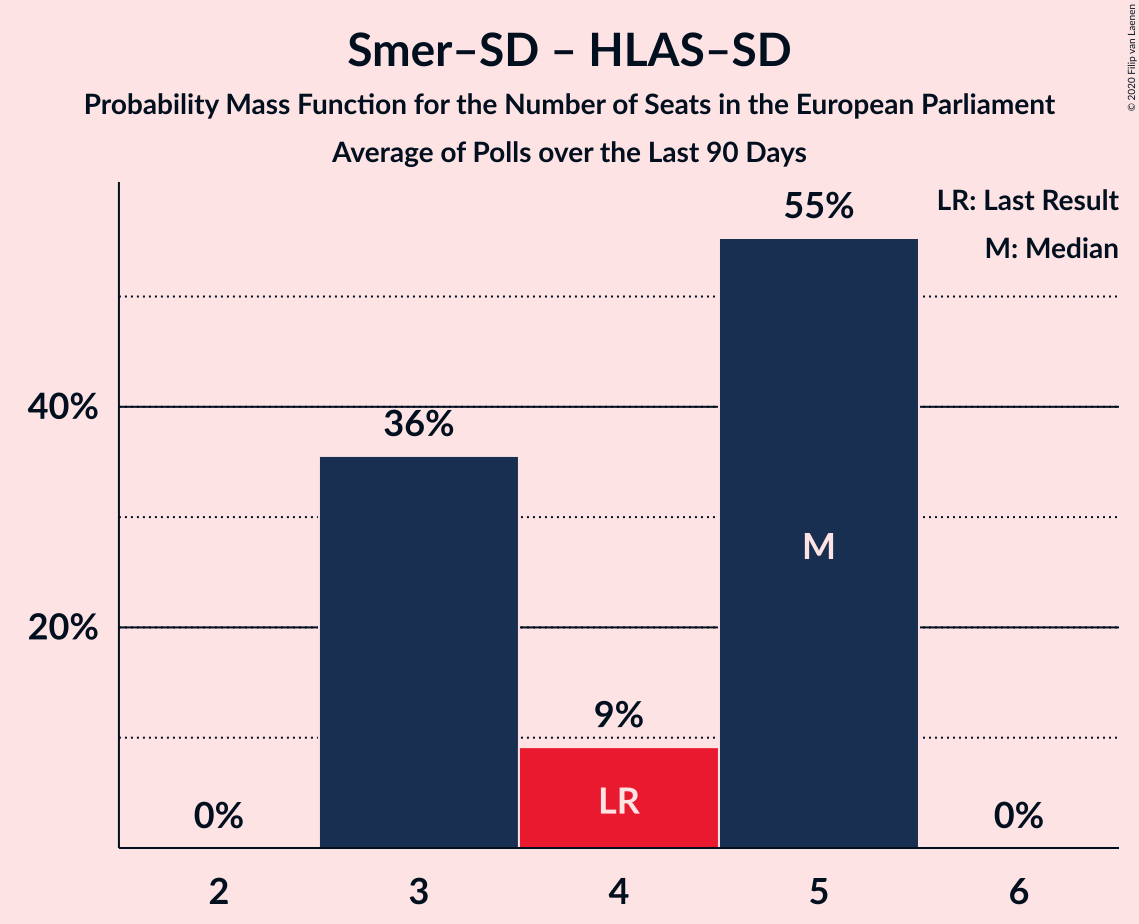 Smer–SD – HLAS–SD
Probability Mass Function for the Number of Seats in the European Parliament
Average of Polls over the Last 90 Days
© 2020 Filip van Laenen
LR: Last Result
M: Median
55%
40%
36%
M
20%
9%
LR
0%
0%
2 3 4 5 6